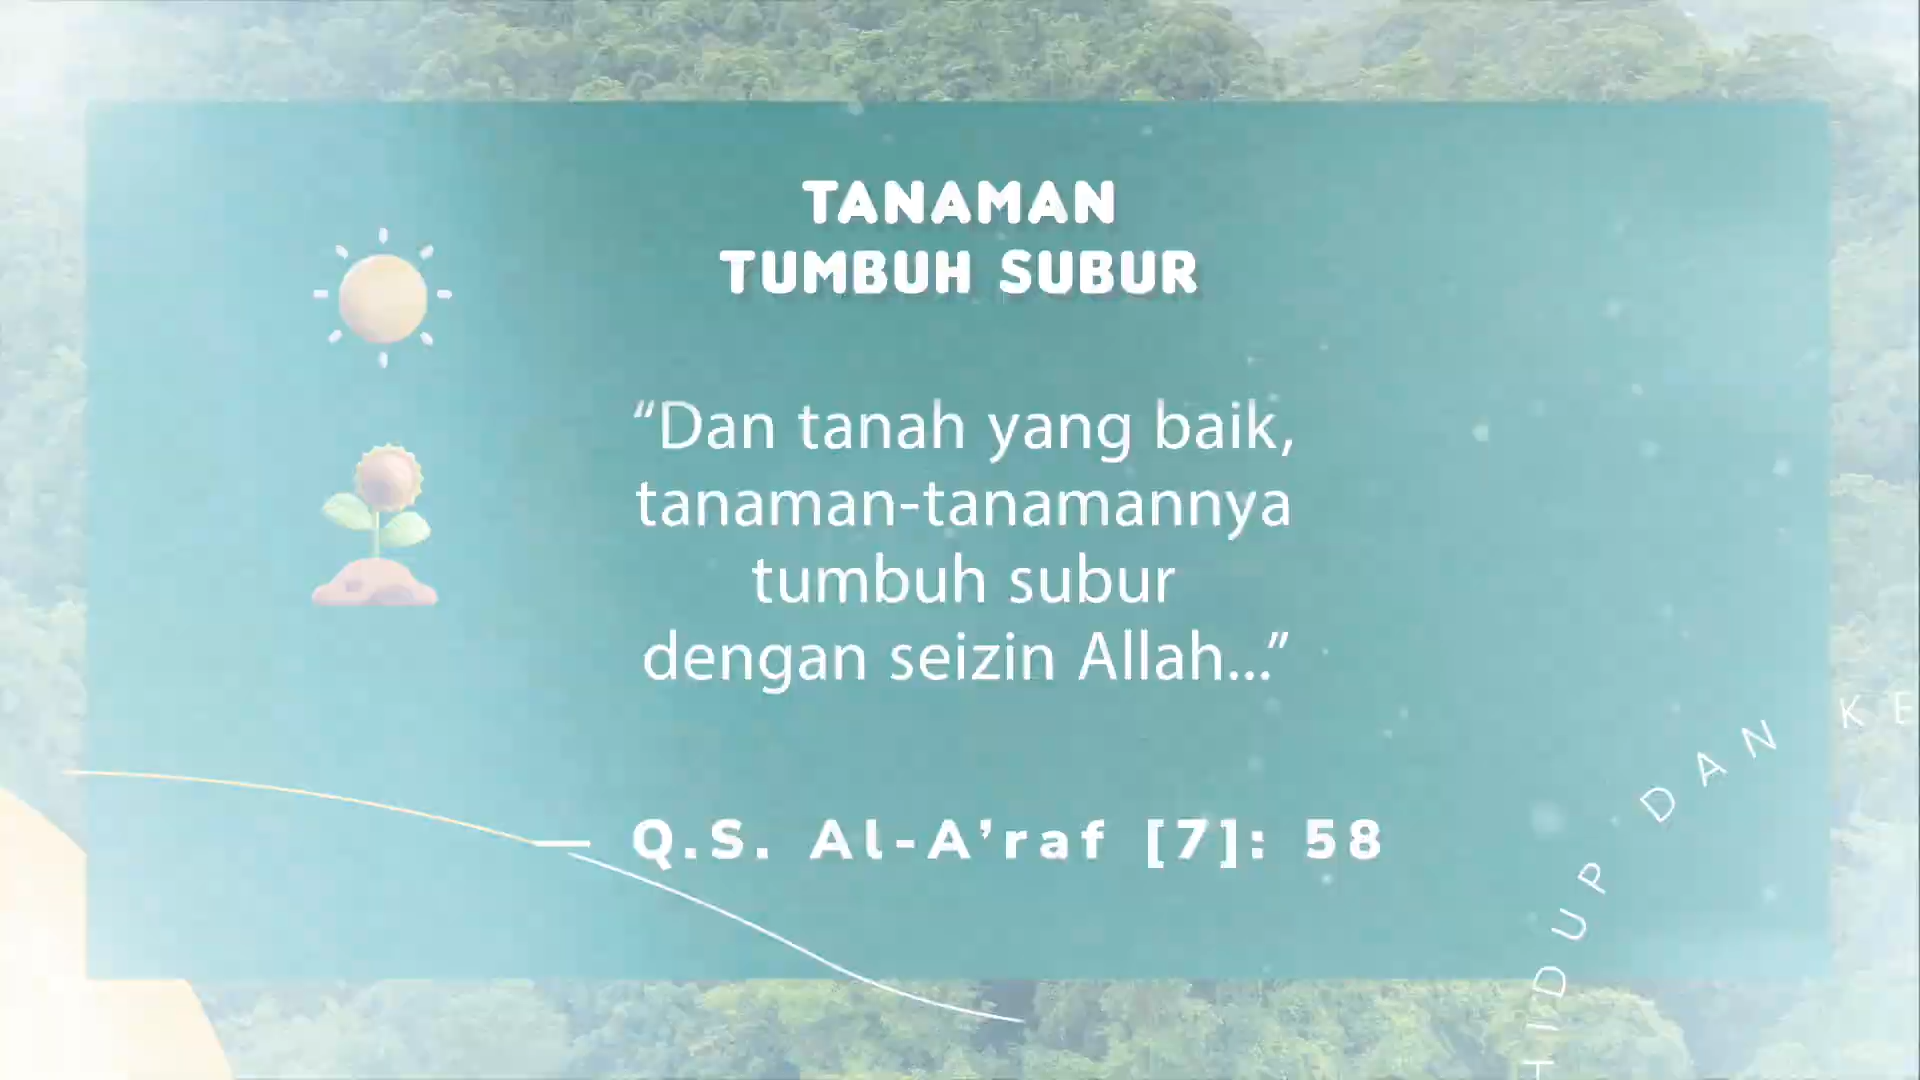 TANAMAN
TUMBUH SUBUR
“Dan tanah yang baik,
tanaman-tanamannya
tumbuh subur
dengan seizin Allah...”
Q.S. Al-A’raf [7]: 58
HIDUP DAN KE